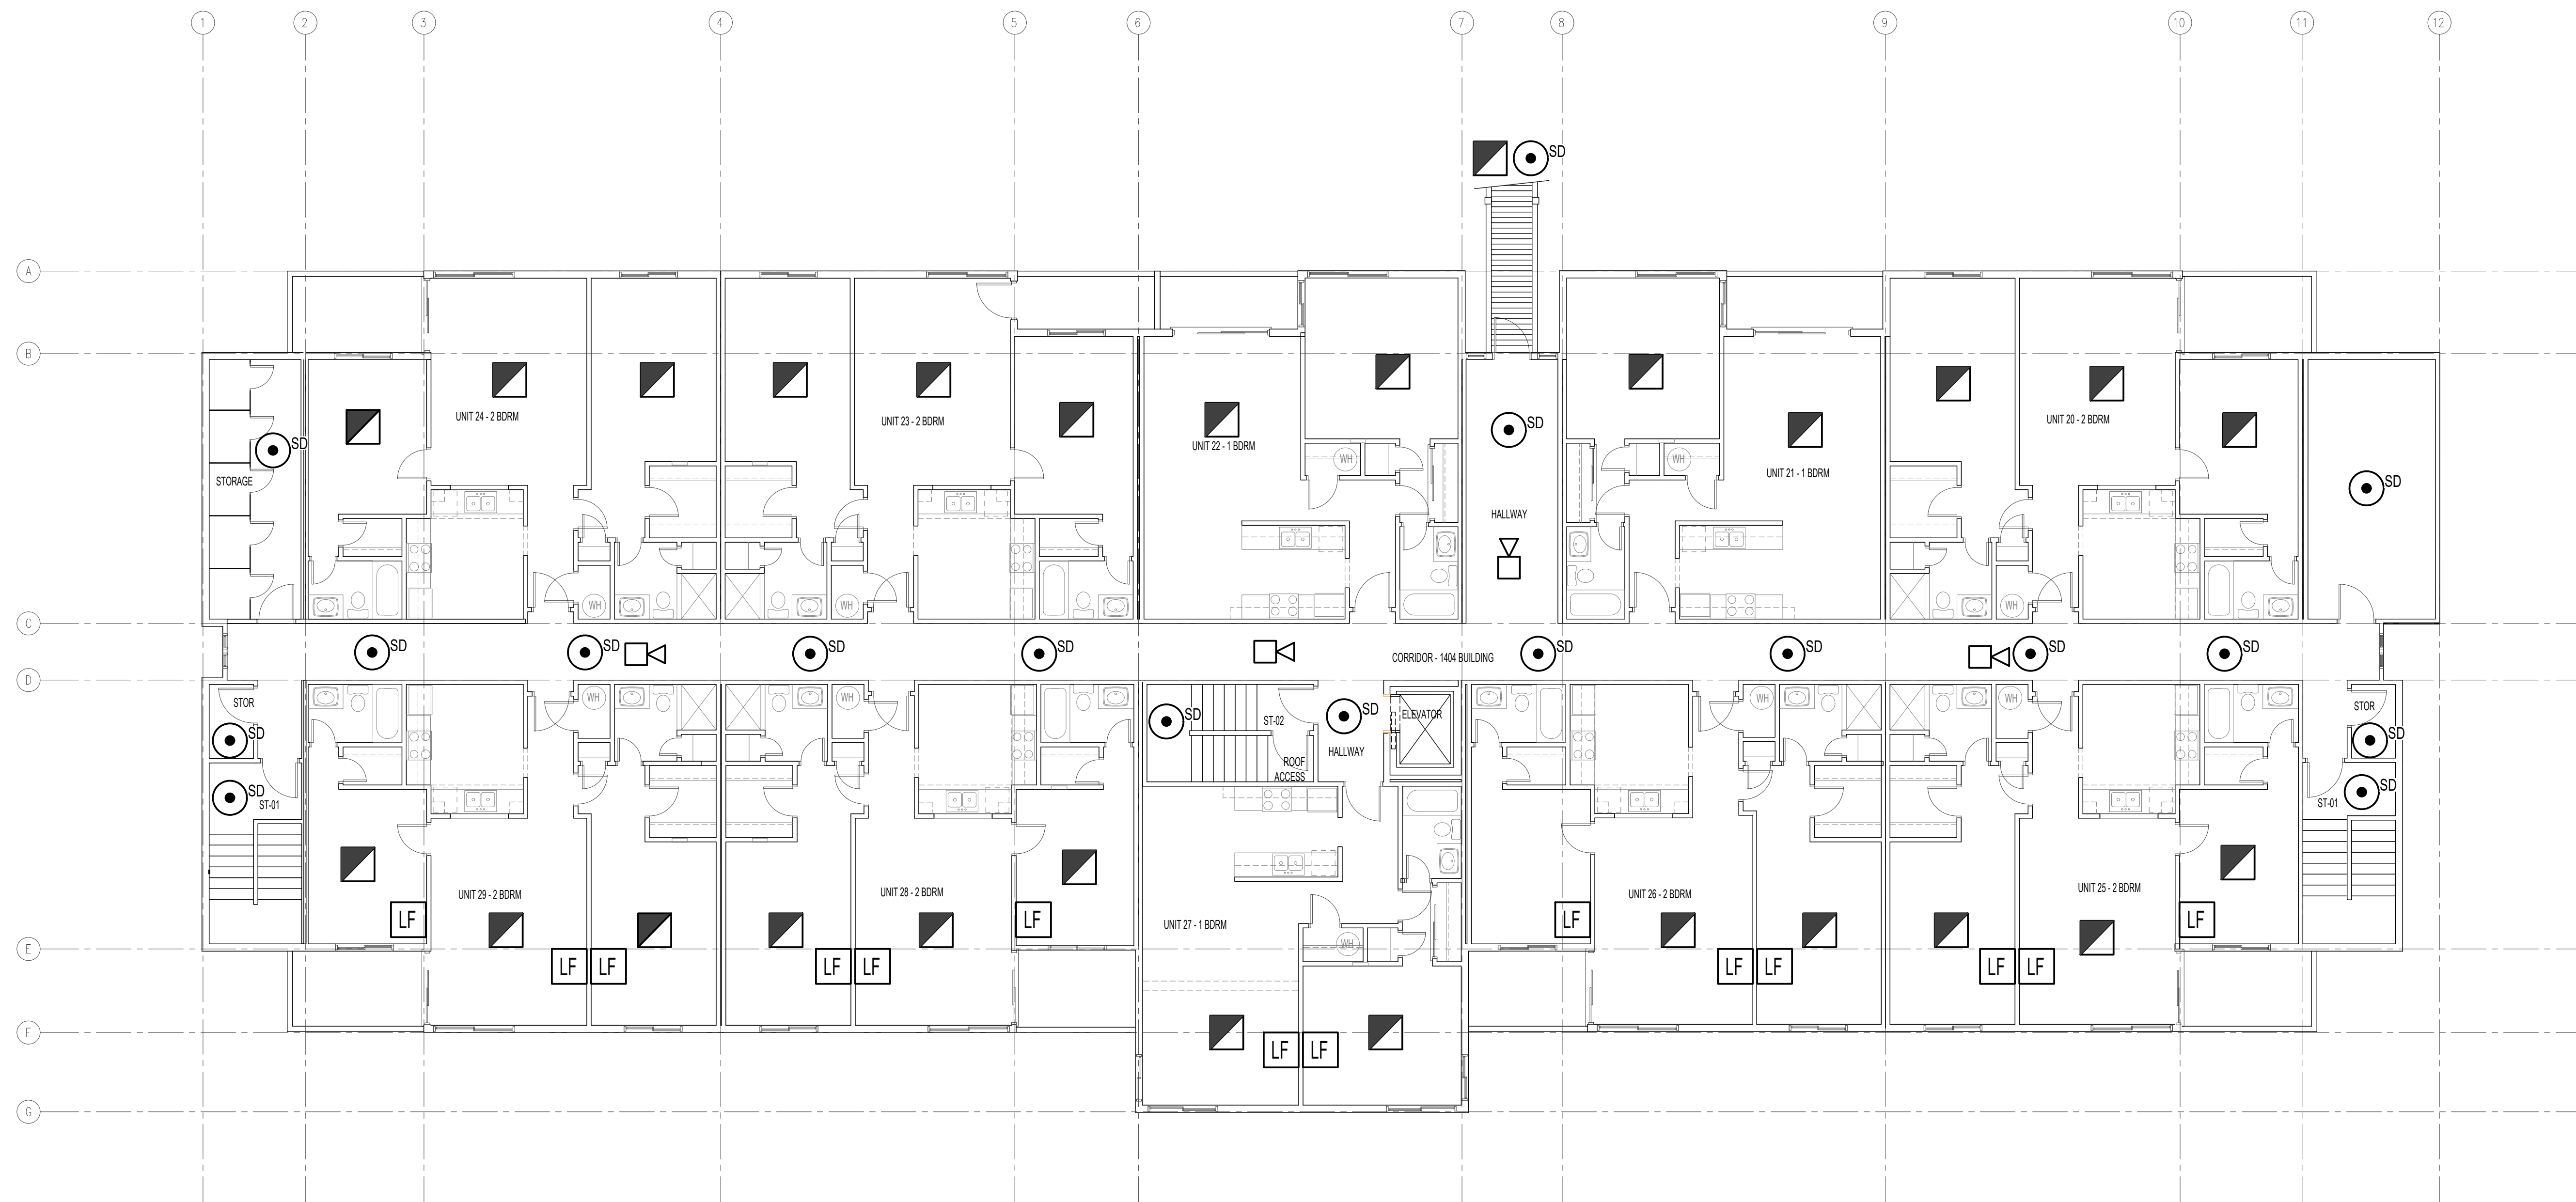 1 2 3 4 5 6 7 8 9 10 11 12
SD
A
B
UNIT 24 - 2 BDRM
UNIT 23 - 2 BDRM
UNIT 22 - 1 BDRM
UNIT 21 - 1 BDRM
UNIT 20 - 2 BDRM
SD
SD
WH
WH
SD
STORAGE
SD
HALLWAY
WH
WH
WH
C
SD
SD
SD
SD
CORRIDOR - 1404 BUILDING
SD
SD
SD
SD
D
STOR
WH
WH
WH
WH
STOR
SD
SD
ST-02
SD
ELEVATOR
SD
HALLWAY
ROOF
ACCESS
SD
ST-01
SD
ST-01
UNIT 29 - 2 BDRM
UNIT 28 - 2 BDRM
UNIT 26 - 2 BDRM
UNIT 25 - 2 BDRM
LF
LF
UNIT 27 - 1 BDRM
LF
LF
WH
E
LF
LF
LF
LF
LF
LF
LF
LF
F
LF
LF
G